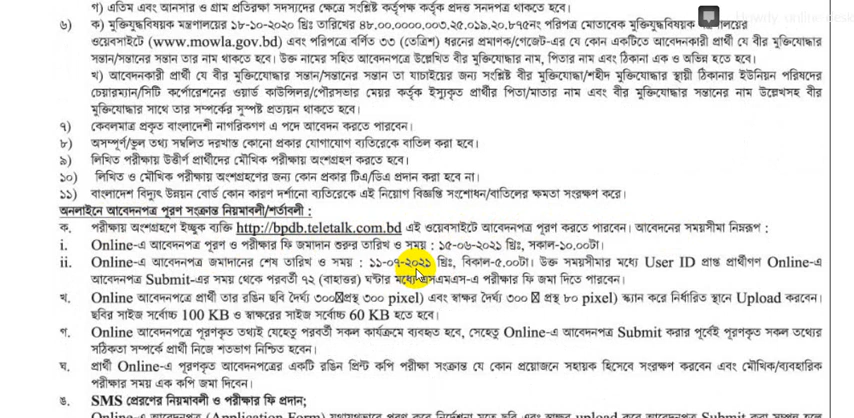 গ) এতিম এবং আনসার ও গ্রাম প্রতিরক্ষা সদস্যদের ক্ষেত্রে সংশ্লিষ্ট কর্তৃপক্ষ কর্তৃক প্রদত্ত সনদপত্র থাকতে হবে।
৬) ক) মুক্তিযুদ্ধবিষয়ক মন্ত্রণালয়ের ১৮-১০-২০২০ খ্রিঃ তারিখের ৪৮,০০,০০০০,০০৩,২৫,০১৯,২০,৮৭৫নং পরিপত্র মোতাবেক মুক্তিযুদ্ধবিষয়ক
ওয়েবসাইটে (www.mowla.gov.bd) এবং পরিপত্রে বর্ণিত ৩৩ (তেত্রিশ) ধরনের প্রমাণক/গেজেট-এর যে কোন একটিতে আবেদনকারী প্রার্থী যে বীর মুক্তিযোদ্ধার
সন্তান/সন্তানের সন্তান তার নাম থাকতে হবে। উক্ত নামের সহিত আবেদনপত্রে উল্লেখিত বীর মুক্তিযোদ্ধার নাম, পিতার নাম এবং ঠিকানা এক ও অভিন্ন হতে হবে।
খ) আবেদনকারী প্রার্থী যে বীর মুক্তিযোদ্ধার সন্তান/সন্তানের সন্তান তা যাচাইয়ের জন্য সংশ্লিষ্ট বীর মুক্তিযোদ্ধা/শহীদ মুক্তিযোদ্ধার স্থায়ী ঠিকানার ইউনিয়ন পরিষদের
চেয়ারম্যান/সিটি কর্পোরেশনের ওয়ার্ড কাউন্সিলর/পৌরসভার মেয়র কর্তৃক ইস্যুকৃত প্রার্থীর পিতা/মাতার নাম এবং বীর মুক্তিযোদ্ধার সন্তানের নাম উল্লেখসহ বীর
মুক্তিযোদ্ধার সাথে তার সম্পর্কের সুস্পষ্ট প্রত্যয়ন থাকতে হবে।
৭) কেবলমাত্র প্রকৃত বাংলাদেশী নাগরিকগণ এ পদে আবেদন করতে পারবেন।
৮) অসম্পূর্ণ/ভুল তথ্য সম্বলিত দরখাস্ত কোনো প্রকার যোগাযোগ ব্যতিরেকে বাতিল করা হবে।
৯) লিখিত পরীক্ষায় উত্তীর্ণ প্রার্থীদের মৌখিক পরীক্ষায় অংশগ্রহণ করতে হবে।
১০) লিখিত ও মৌখিক পরীক্ষায় অংশগ্রহণের জন্য কোন প্রকার টিএ/ডিএ প্রদান করা হবে না।
১১) বাংলাদেশ বিদ্যুৎ উন্নয়ন বোর্ড কোন কারণ দর্শানো ব্যতিরেকে এই নিয়োগ বিজ্ঞপ্তি সংশোধন/বাতিলের ক্ষমতা সংরক্ষণ করে।
অনলাইনে আবেদনপত্র পূরণ সংক্রান্ত নিয়মাবলী/শর্তাবলী :
ক. পরীক্ষায় অংশগ্রহণে ইচ্ছুক ব্যক্তি http://bpdb.teletalk.com.bd এই ওয়েবসাইটে আবেদনপত্র পূরণ করতে পারবেন। আবেদনের সময়সীমা নিম্নরূপ :
i. Online-এ আবেদনপত্র পূরণ ও পরীক্ষার ফি জমাদান শুরুর তারিখ ও সময় : ১৫-০৬-২০২১ খ্রিঃ, সকাল-১০,০০টা।
ii. Online-এ আবেদনপত্র জমাদানের শেষ তারিখ ও সময় : ১১-০৭-২০২১ খ্রিঃ, বিকাল-৫,০০টা। উক্ত সময়সীমার মধ্যে User ID প্রাপ্ত প্রার্থীগণ Online-এ
আবেদনপত্র Submit-এর সময় থেকে পরবর্তী ৭২ (বাহাত্তর) ঘন্টার মধ্যে এসএমএস-এ পরীক্ষার ফি জমা দিতে পারবেন।
খ. Online আবেদনপত্রে প্রার্থী তার রঙিন ছবি দৈর্ঘ্য ৩০০ প্রস্থ ৩০০ pixel) এবং স্বাক্ষর দৈর্ঘ্য ৩০০ প্রস্থ ৮০ pixel) স্ক্যান করে নির্ধারিত স্থানে Upload করবেন।
ছবির সাইজ সর্বোচ্চ 100 KB ও স্বাক্ষরের সাইজ সর্বোচ্চ 60 KB হতে হবে।
গ. Online আবেদনপত্রে পূরণকৃত তথ্যই যেহেতু পরবর্তী সকল কার্যক্রমে ব্যবহৃত হবে, সেহেতু Online-এ আবেদনপত্র Submit করার পূর্বেই পূরণকৃত সকল তথ্যের
সঠিকতা সম্পর্কে প্রার্থী নিজে শতভাগ নিশ্চিত হবেন।
ঘ. প্রার্থী Online-এ পূরণকৃত আবেদনপত্রের একটি রঙিন প্রিন্ট কপি পরীক্ষা সংক্রান্ত যে কোন প্রয়োজনে সহায়ক হিসেবে সংরক্ষণ করবেন এবং মৌখিক/ব্যবহারিক
পরীক্ষার সময় এক কপি জমা দিবেন।
ঙ. SMS প্রেরণের নিয়মাবলী ও পরীক্ষার ফি প্রদান;